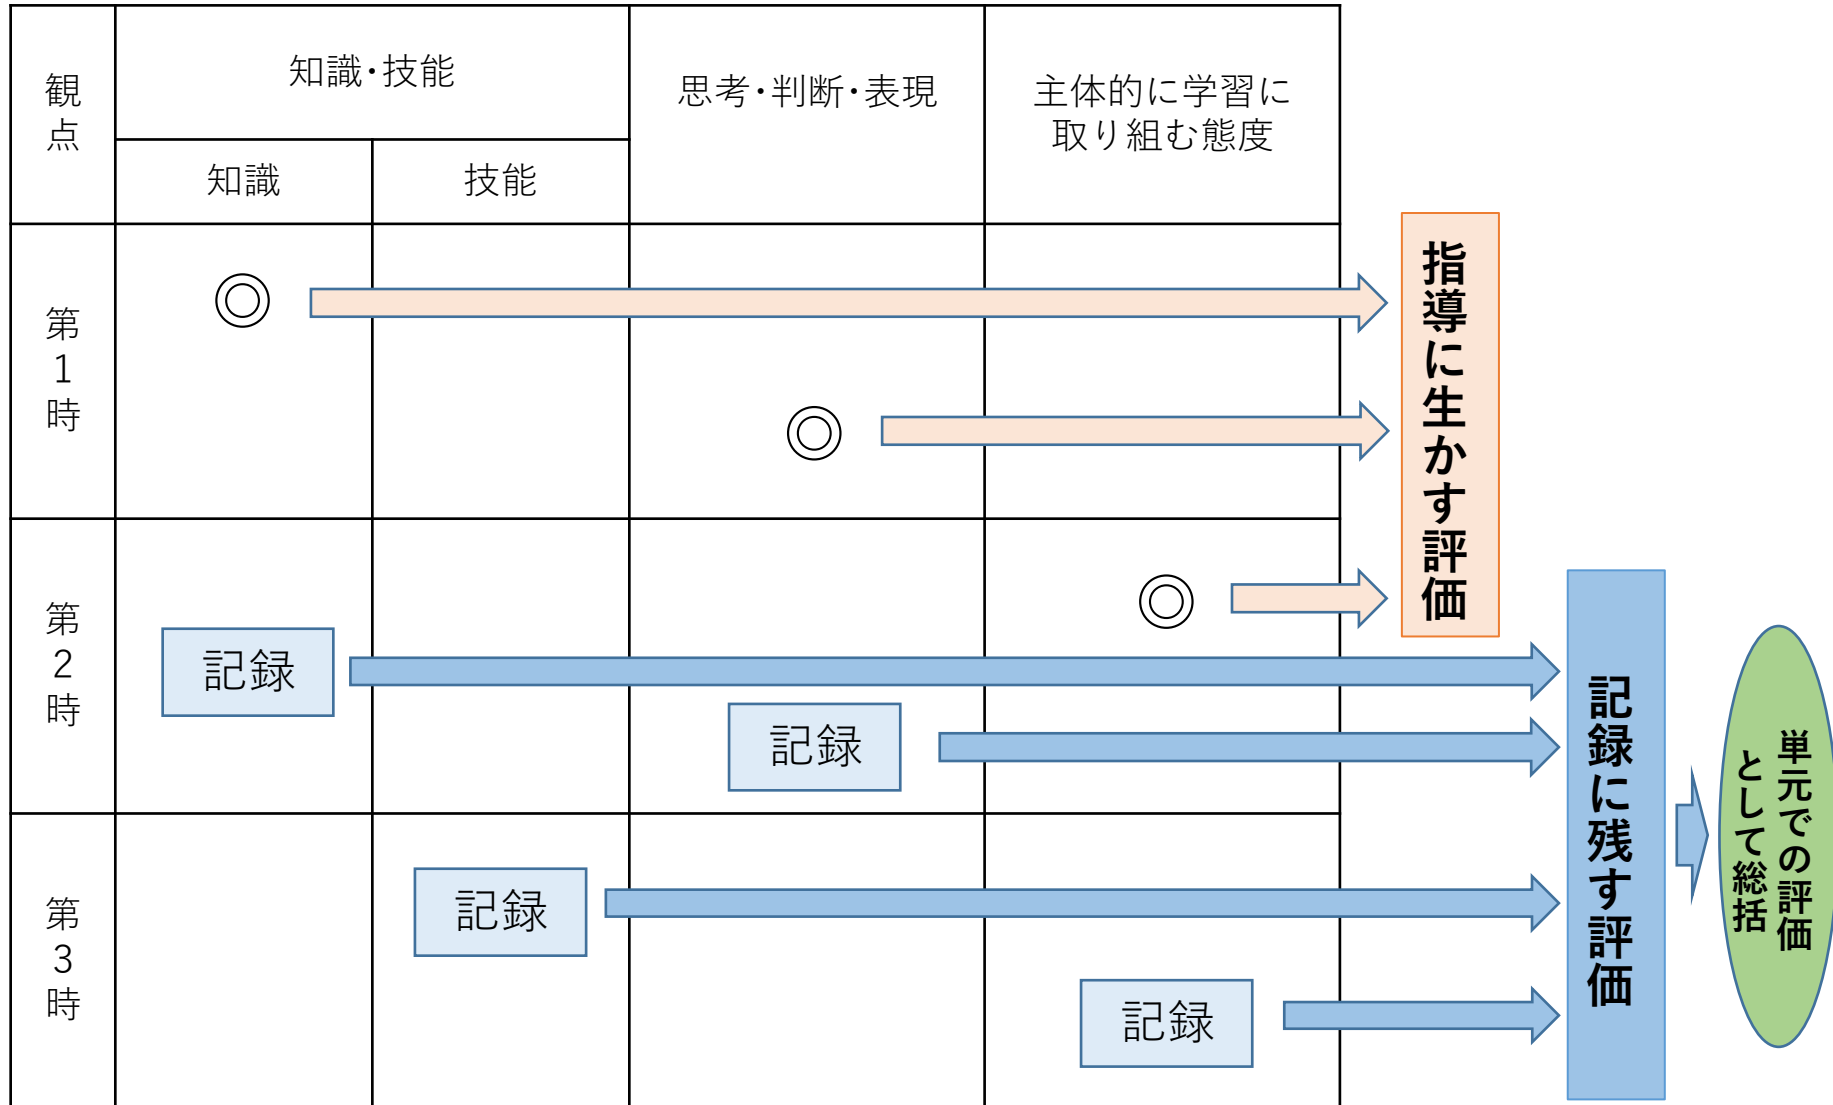 観点
知識・技能
思考・判断・表現
主体的に学習に
取り組む態度
知識
技能
第1時
◎
◎
指導に生かす評価
第2時
◎
記録
記録
第3時
記録
記録
記録に残す評価
単元での評価
として総括